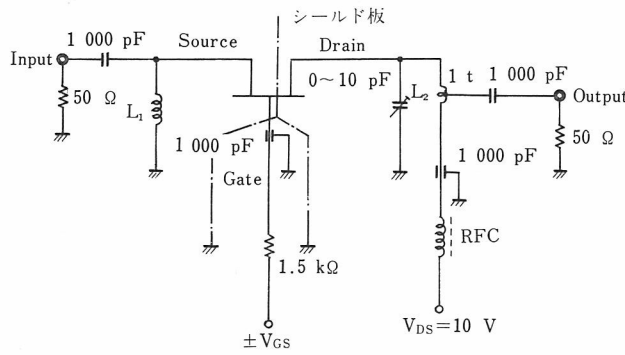 シールド板
1 000 pF
Source
Drain
Input
0~10 pF
1 t
1 000 pF
L₂
Output
50 Ω
L₁
1 000 pF
50 Ω
1 000 pF
Gate
RFC
1.5 kΩ
±VGS
VDS=10 V